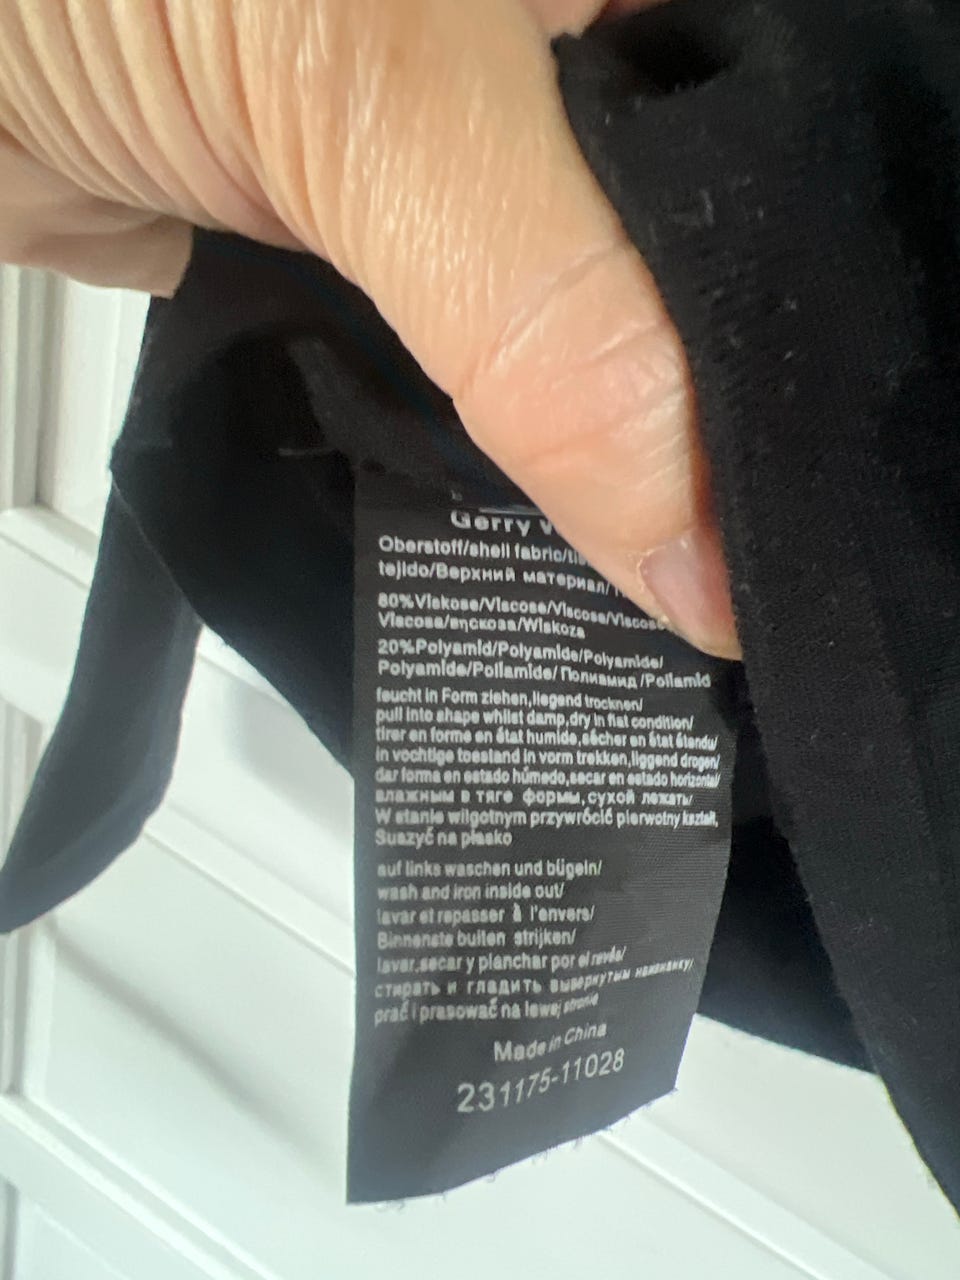 Gerry
Oberstoff/shell fabric/
tejido/Верхний материал/
80%Viskose/Viscose/Viscose/Viscose
Viscosa/вηскоза/Wiskoza
20%Polyamid/Polyamide/Polyamide/
Polyamide/Poliamide/ Полиамид /Poliamid
feucht in Form ziehen,liegend trocknen/
pull into shape whilst damp,dry in flat condition/
tirer en forme en état humide,sécher en état étandu/
in vochtige toestand in vorm trekken,liggend drogen/
dar forma en estado húmedo,secar en estado horizontal/
влажным в тяге формы,сухой лежать/
W stanie wilgotnym przywrócić pierwotny kształt,
Suszyć na płasko
auf links waschen und bügeln/
wash and iron inside out/
lavar et repasser à l'envers/
Binnenste buiten strijken/
lavar,secar y planchar por el revés/
стирать и гладить вывернутым наизнанку/
prać i prasować na lewej stronie
Made in China
231175-11028